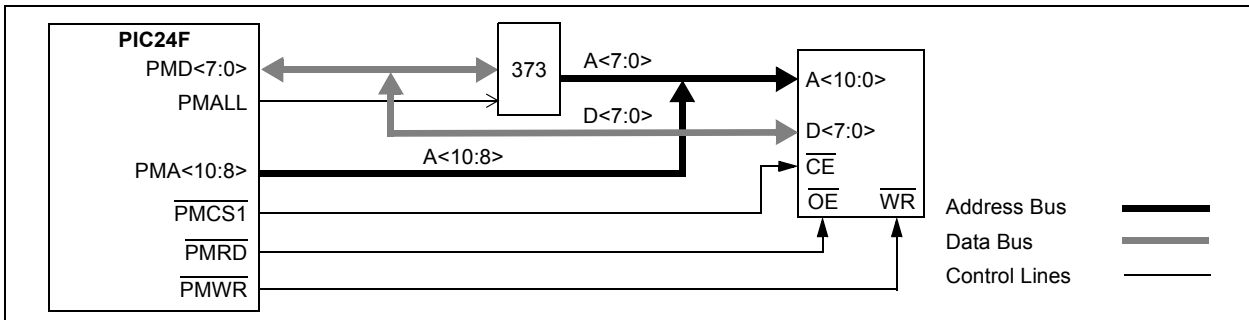 PIC24F
PMD<7:0>
PMALL
PMA<10:8>
PMCS1
PMRD
PMWR
373
A<7:0>
D<7:0>
A<10:8>
A<10:0>
D<7:0>
CE
OE WR
Address Bus
Data Bus
Control Lines